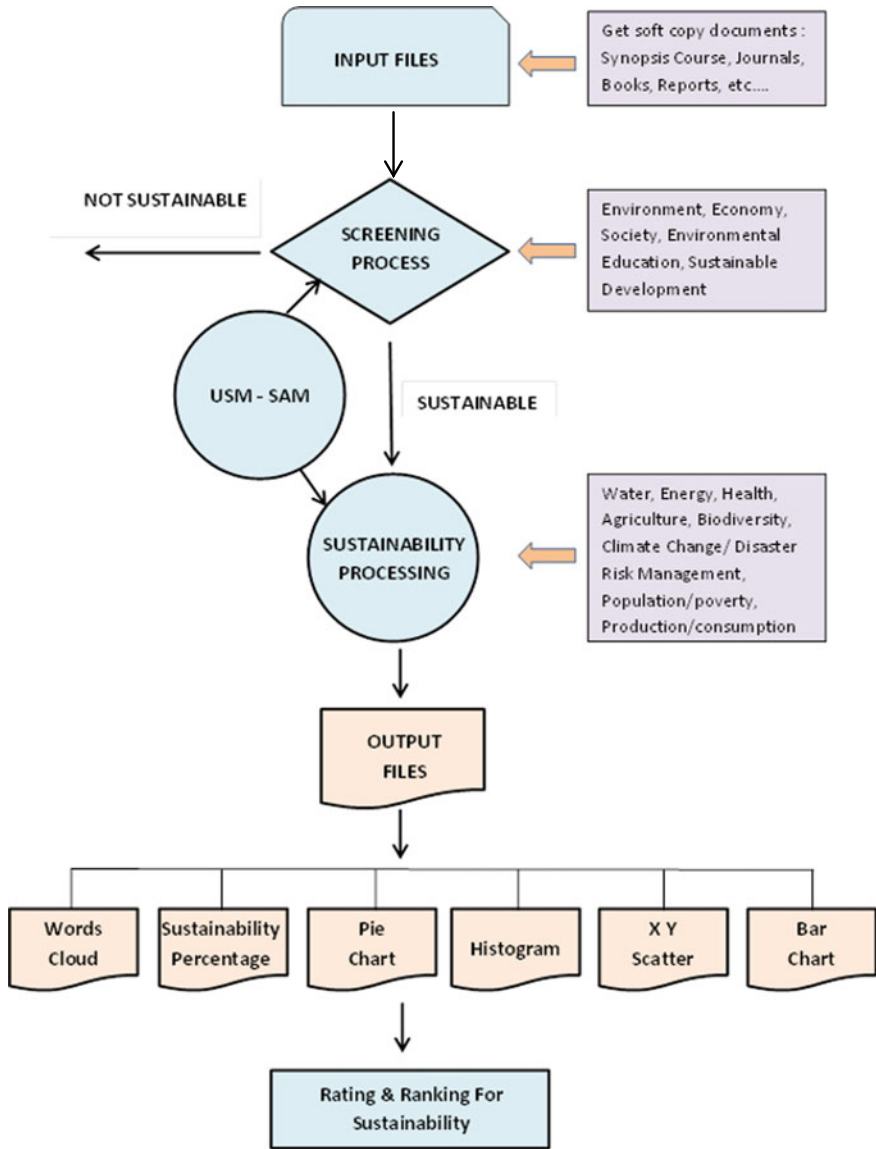 INPUT FILES
Get soft copy documents :
Synopsis Course, Journals,
Books, Reports, etc....
NOT SUSTAINABLE
SCREENING
PROCESS
Environment, Economy,
Society, Environmental
Education, Sustainable
Development
USM - SAM
SUSTAINABLE
SUSTAINABILITY
PROCESSING
Water, Energy, Health,
Agriculture, Biodiversity,
Climate Change/ Disaster
Risk Management,
Population/poverty,
Production/consumption
OUTPUT
FILES
Words
Cloud
Sustainability
Percentage
Pie
Chart
Histogram
X Y
Scatter
Bar
Chart
Rating & Ranking For
Sustainability